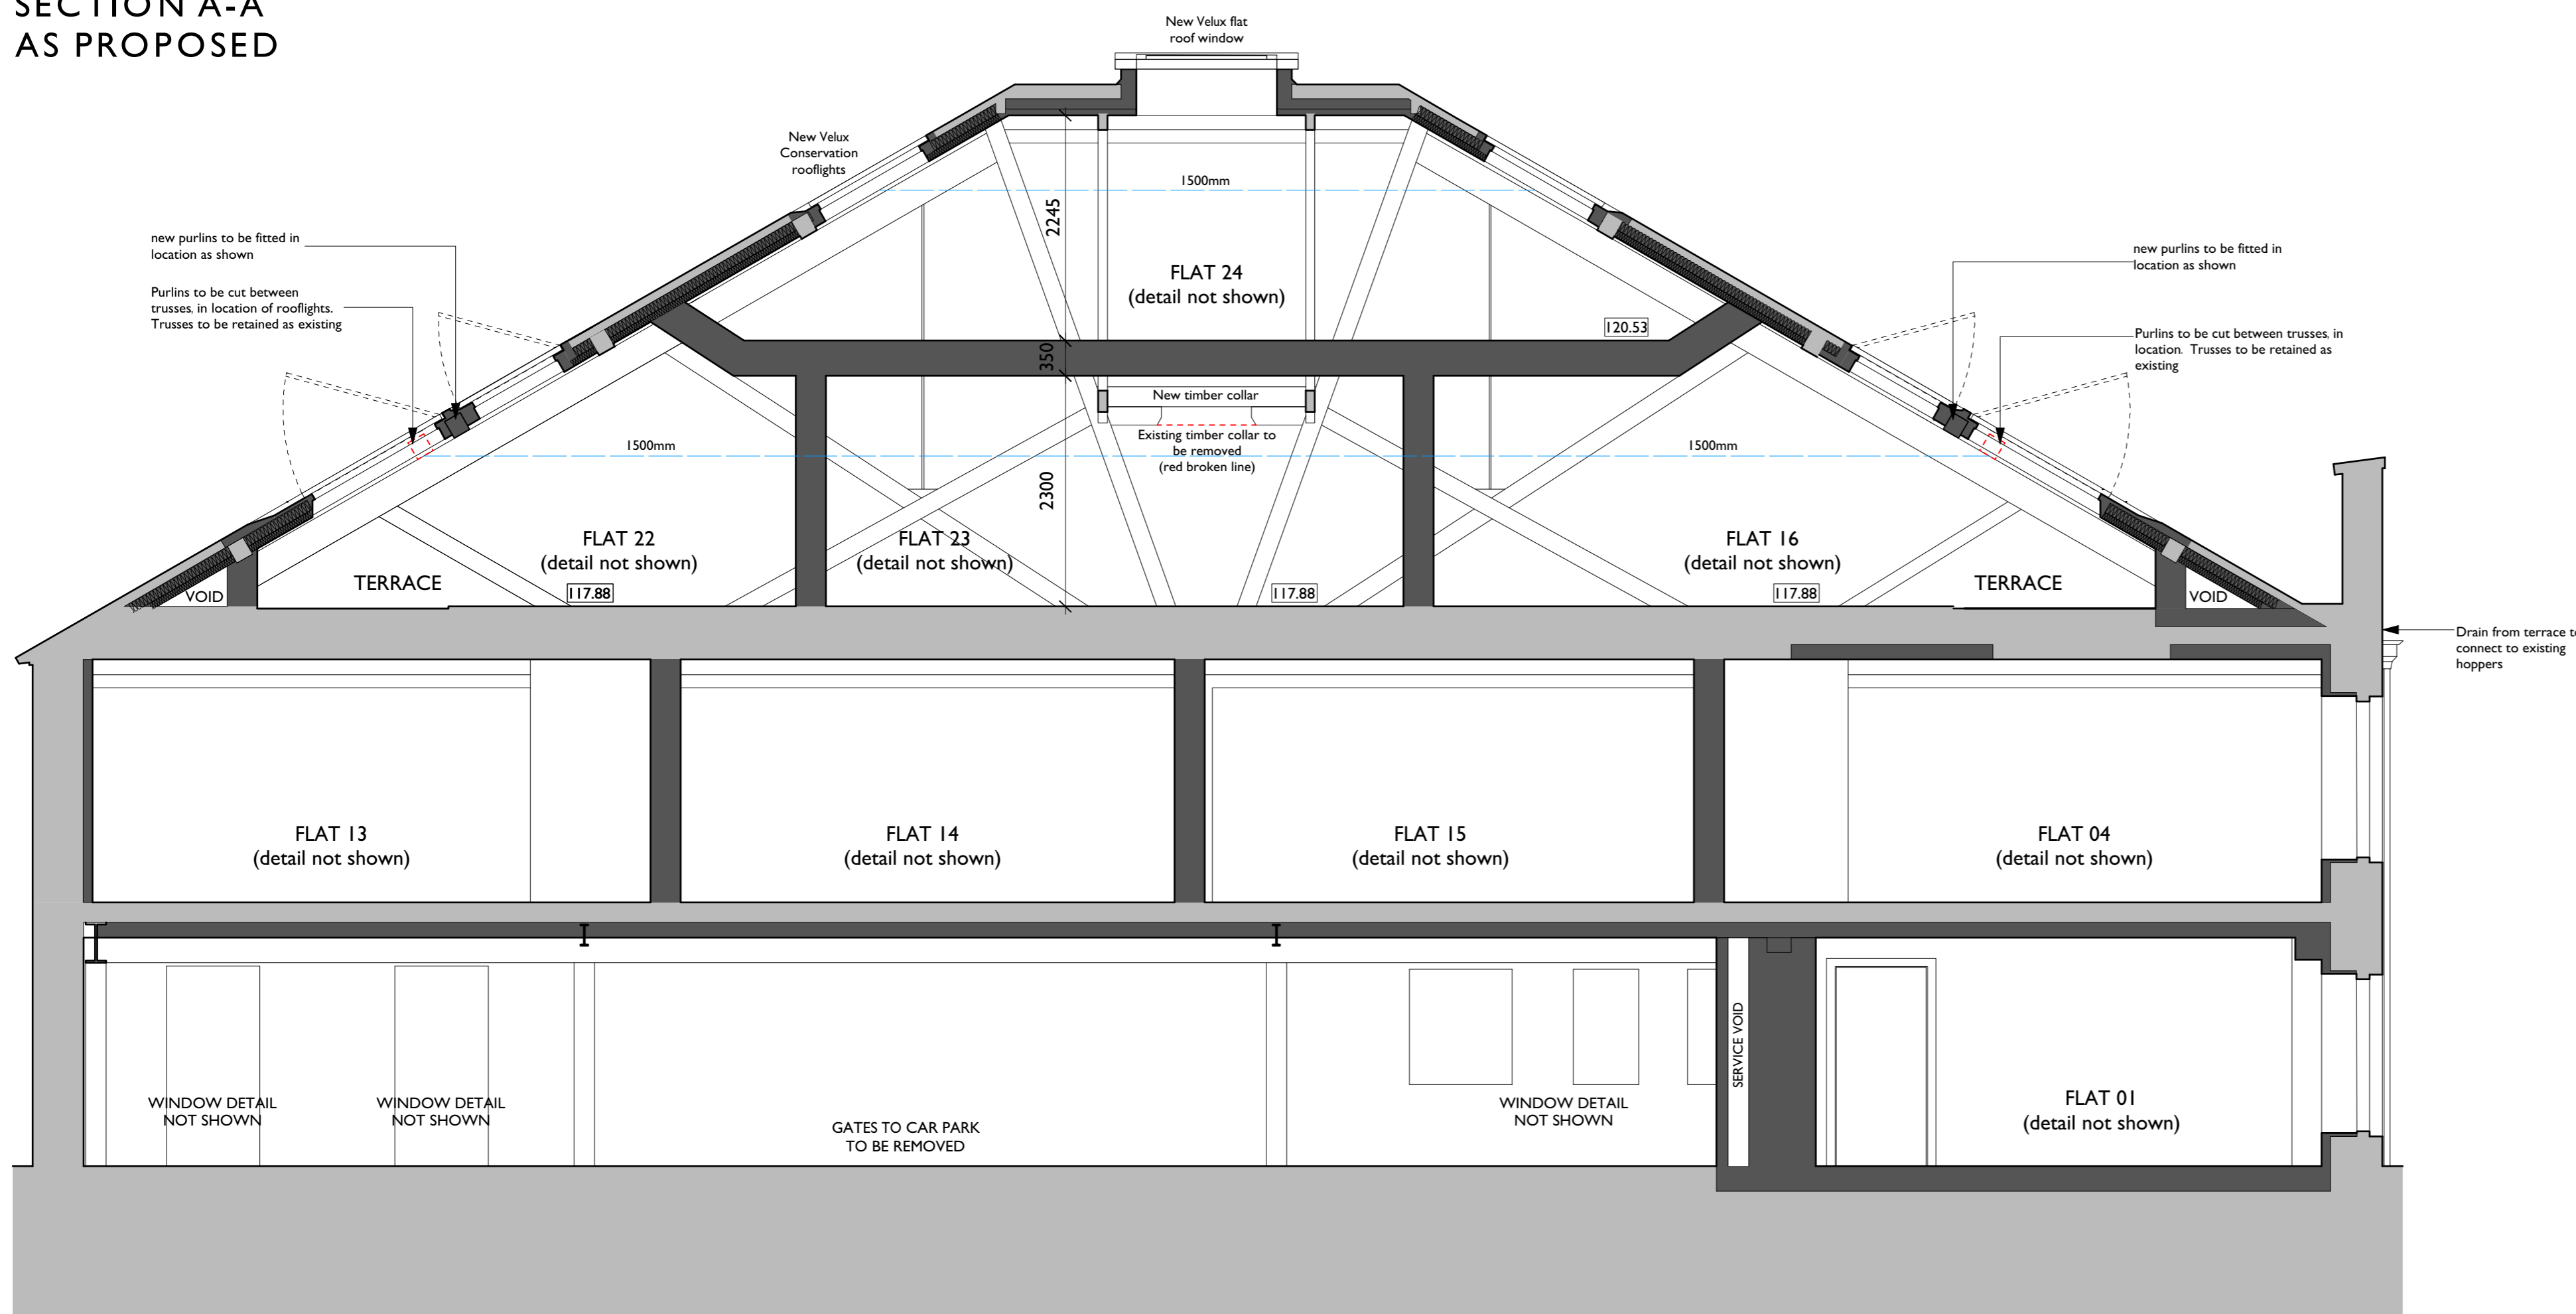 SECTION A-A
AS PROPOSED
New Velux flat
roof window
New Velux
Conservation
rooflights
1500mm
2245
new purlins to be fitted in
location as shown
new purlins to be fitted in
location as shown
FLAT 24
(detail not shown)
Purlins to be cut between
trusses, in location of rooflights.
Trusses to be retained as existing
120.53
Purlins to be cut between trusses, in
location. Trusses to be retained as
existing
350
New timber collar
1500mm
Existing timber collar to
be removed
(red broken line)
1500mm
2300
FLAT 22
(detail not shown)
FLAT 23
(detail not shown)
FLAT 16
(detail not shown)
TERRACE
TERRACE
VOID
117.88
117.88
117.88
VOID
Drain from terrace to
connect to existing
hoppers
FLAT 13
(detail not shown)
FLAT 14
(detail not shown)
FLAT 15
(detail not shown)
FLAT 04
(detail not shown)
SERVICE VOID
WINDOW DETAIL
NOT SHOWN
WINDOW DETAIL
NOT SHOWN
GATES TO CAR PARK
TO BE REMOVED
WINDOW DETAIL
NOT SHOWN
FLAT 01
(detail not shown)